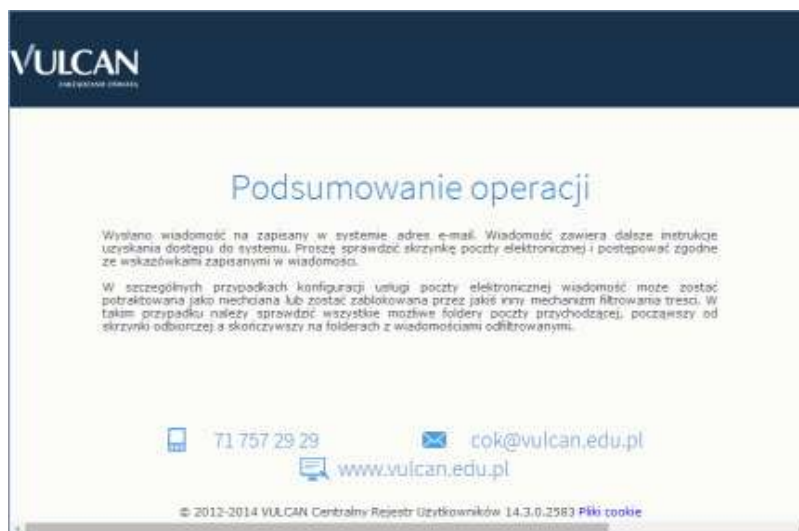 VULCAN
ZARZĄDZANIE OŚWIATĄ
Podsumowanie operacji
Wysłano wiadomość na zapisany w systemie adres e-mail. Wiadomość zawiera dalsze instrukcje
uzyskania dostępu do systemu. Proszę sprawdzić skrzynkę poczty elektronicznej i postępować zgodne
ze wskazówkami zapisanymi w wiadomości.
W szczególnych przypadkach konfiguracji usługi poczty elektronicznej wiadomość może zostać
potraktowana jako niechciana lub zostać zablokowana przez jakiś inny mechanizm filtrowania tresci. W
takim przypadku należy sprawdzić wszystkie możliwe foldery poczty przychodzącej, począwszy od
skrzynki odbiorczej a skończywszy na folderach z wiadomościami odfiltrowanymi.
71 757 29 29 cok@vulcan.edu.pl
www.vulcan.edu.pl
© 2012-2014 VULCAN Centralny Rejestr Użytkowników 14.3.0.2583 Pliki cookie